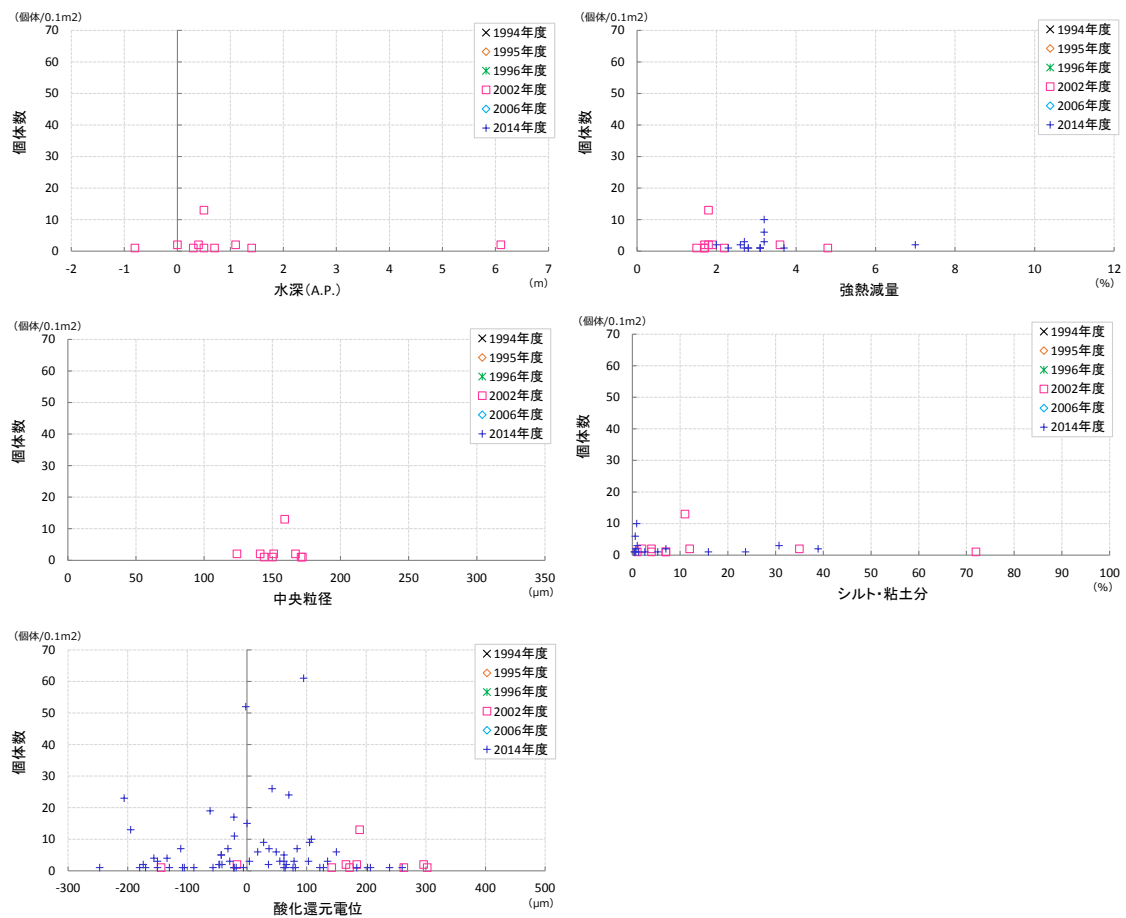 （個体/0.1m2）
70
60
50
40
30
20
10
0
個体数
-2 -1 0 1 2 3 4 5 6 7
水深（A.P.）
（m）
1994年度
1995年度
1996年度
2002年度
2006年度
2014年度
（個体/0.1m2）
70
60
50
40
30
20
10
0
個体数
0 2 4 6 8 10 12
強熱減量
（%）
1994年度
1995年度
1996年度
2002年度
2006年度
2014年度
（個体/0.1m2）
70
60
50
40
30
20
10
0
個体数
0 50 100 150 200 250 300 350
中央粒径
（μm）
1994年度
1995年度
1996年度
2002年度
2006年度
2014年度
（個体/0.1m2）
70
60
50
40
30
20
10
0
個体数
0 10 20 30 40 50 60 70 80 90 100
シルト・粘土分
（%）
1994年度
1995年度
1996年度
2002年度
2006年度
2014年度
（個体/0.1m2）
70
60
50
40
30
20
10
0
個体数
-300 -200 -100 0 100 200 300 400 500
酸化還元電位
（μm）
1994年度
1995年度
1996年度
2002年度
2006年度
2014年度